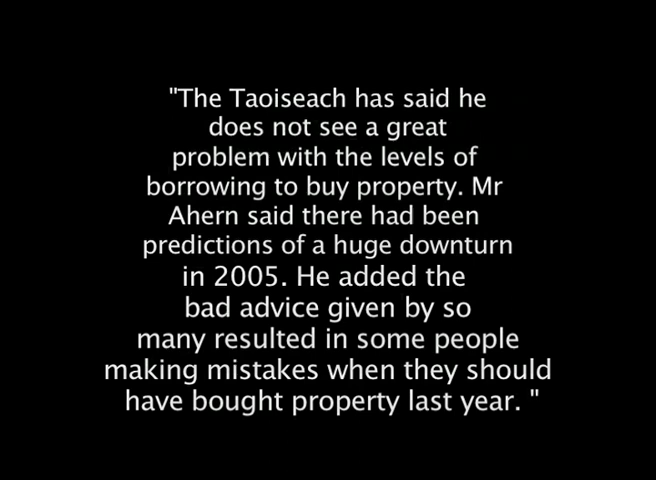 "The Taoiseach has said he
does not see a great
problem with the levels of
borrowing to buy property. Mr
Ahern said there had been
predictions of a huge downturn
in 2005. He added the
bad advice given by so
many resulted in some people
making mistakes when they should
have bought property last year. "